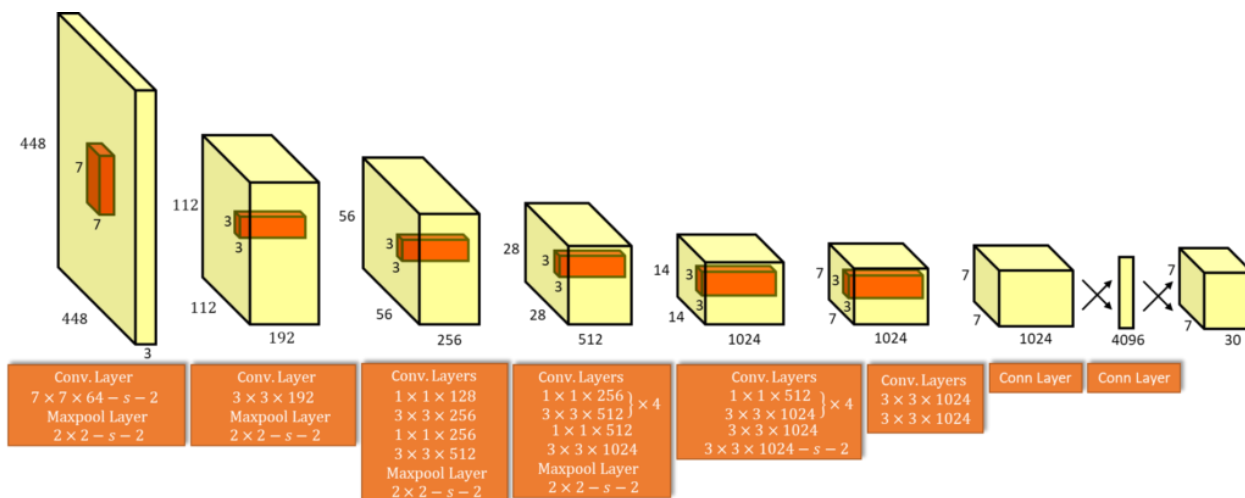 448
7
7
448
3
112
3
3
112
192
56
3
3
56
256
28
3
3
28
512
14
3
3
14
1024
7
3
3
7
1024
7
7
1024
4096
7
7
30
Conv. Layer
7 × 7 × 64 − s − 2
Maxpool Layer
2 × 2 − s − 2
Conv. Layer
3 × 3 × 192
Maxpool Layer
2 × 2 − s − 2
Conv. Layers
1 × 1 × 128
3 × 3 × 256
1 × 1 × 256
3 × 3 × 512
Maxpool Layer
2 × 2 − s − 2
Conv. Layers
1 × 1 × 256
3 × 3 × 512 } × 4
1 × 1 × 512
3 × 3 × 1024
Maxpool Layer
2 × 2 − s − 2
Conv. Layers
1 × 1 × 512
3 × 3 × 1024 } × 4
3 × 3 × 1024
3 × 3 × 1024 − s − 2
Conv. Layers
3 × 3 × 1024
3 × 3 × 1024
Conn Layer
Conn Layer